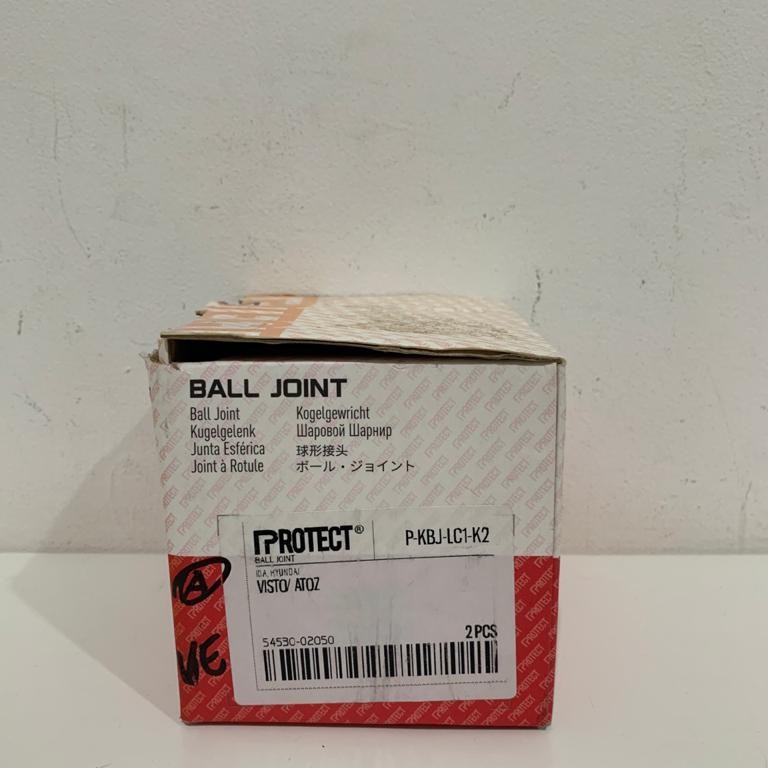 BALL JOINT
Ball Joint Kogelgewricht
Kugelgelenk Шаровой Шарнир
Junta Esférica 球形接头
Joint à Rotule ボール・ジョイント
PROTECT® P-KBJ-LC1-K2
BALL JOINT
HYUNDAI
VISTO/ ATOZ
54530-02050 2 PCS
A
VE